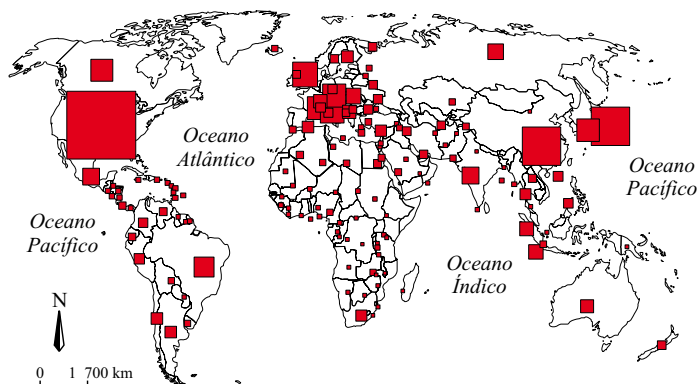 Oceano
Atlântico
Oceano
Pacífico
Oceano
Pacífico
Oceano
Índico
N
0 1 700 km